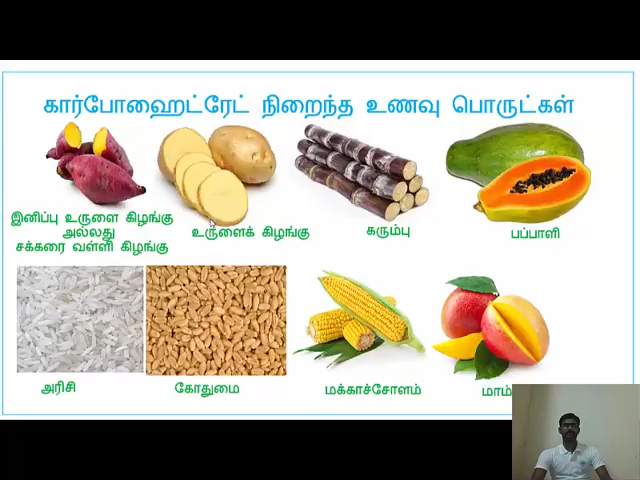 கார்போஹைட்ரேட் நிறைந்த உணவு பொருட்கள்
இனிப்பு உருளை கிழங்கு
அல்லது
சக்கரை வள்ளி கிழங்கு
உருளைக் கிழங்கு
கரும்பு
பப்பாளி
அரிசி
கோதுமை
மக்காச்சோளம்